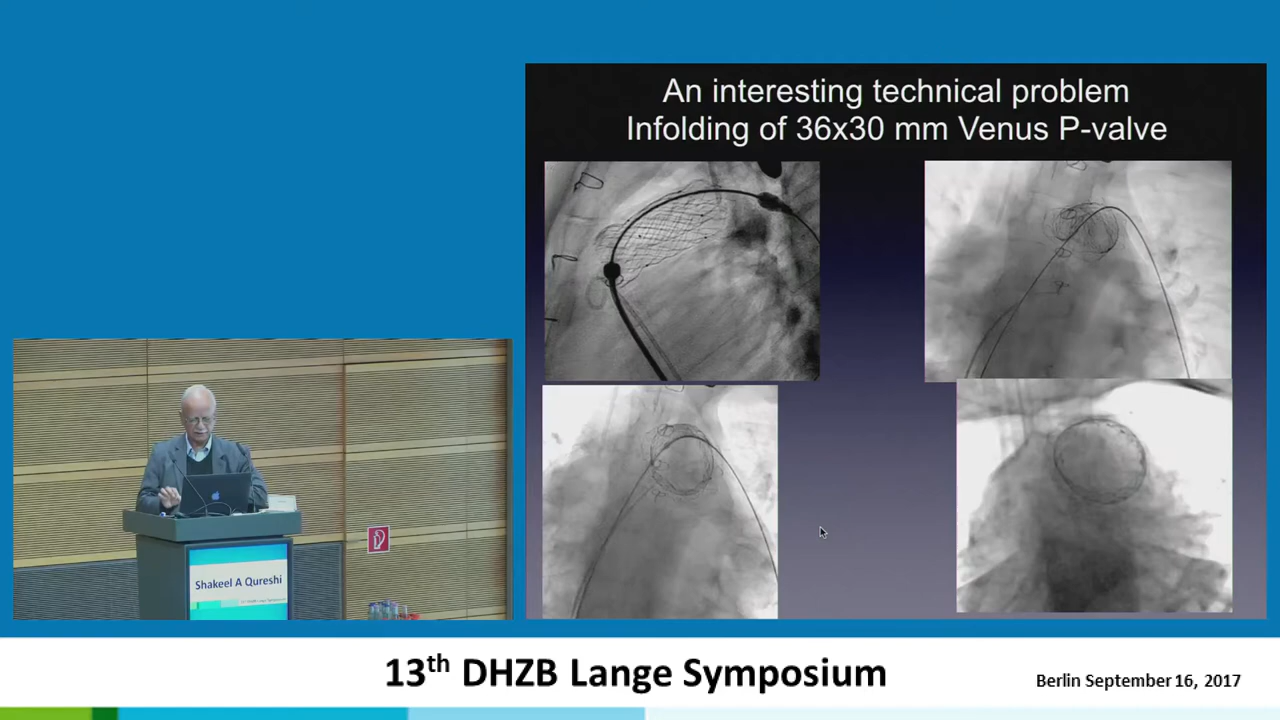 An interesting technical problem
Infolding of 36x30 mm Venus P-valve
Shakeel A Qureshi
13th DHZB Lange Symposium
Berlin September 16, 2017